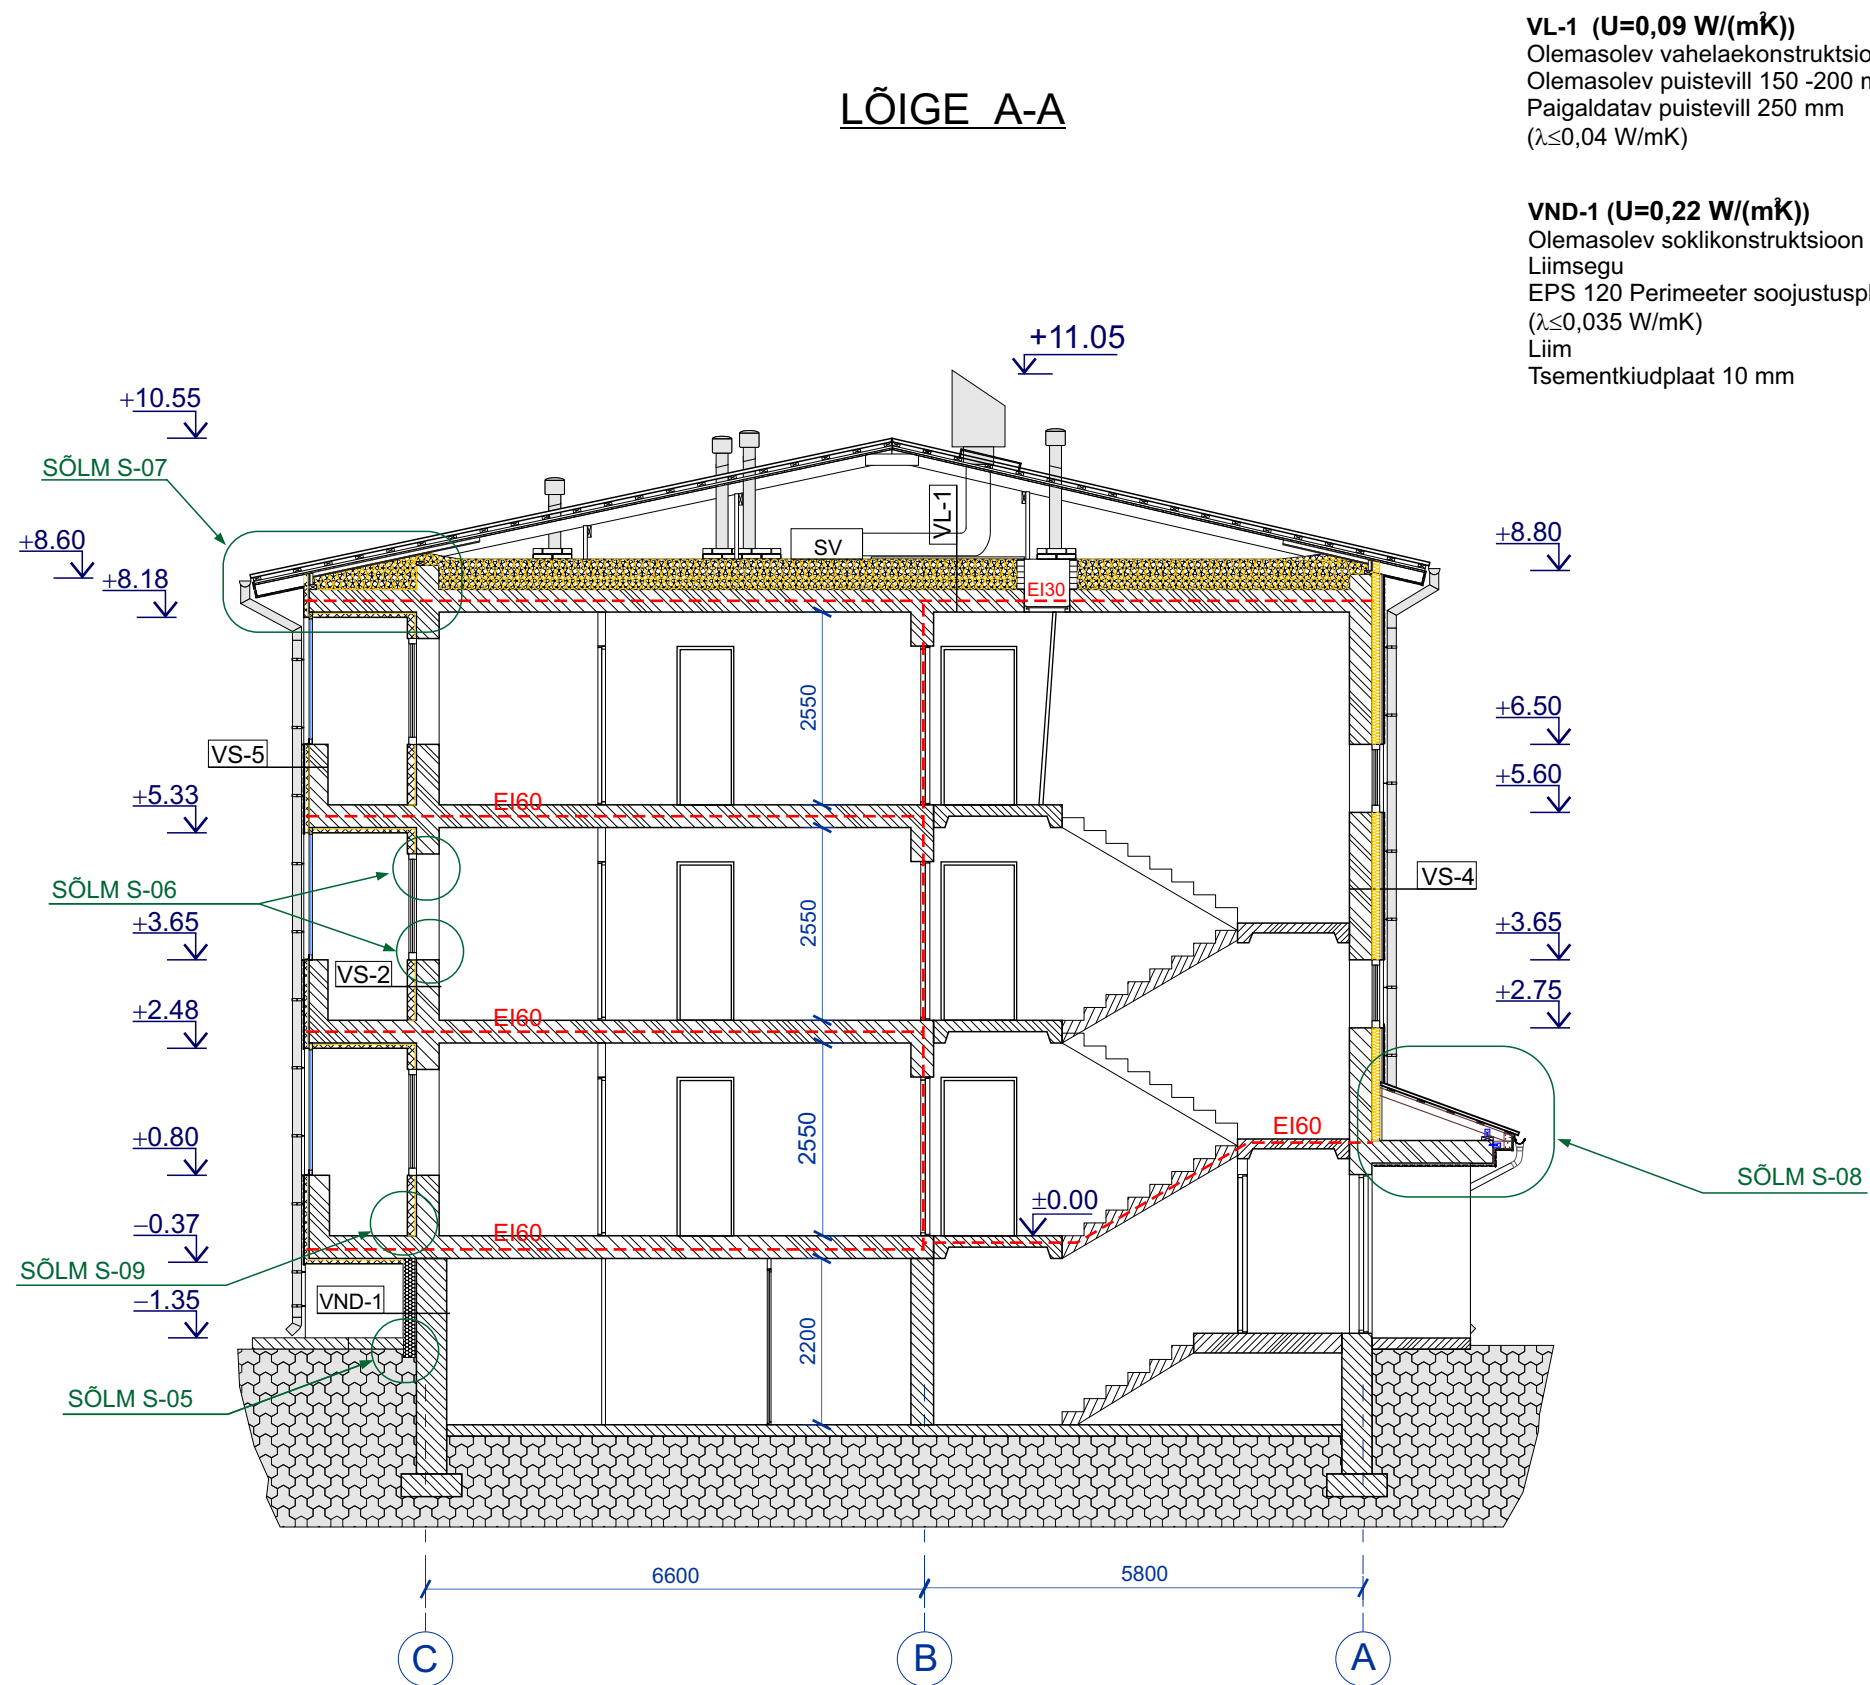 LÕIGE A-A
VL-1 (U=0,09 W/(m²K))
Olemasolev vahelaekonstruktsioo
Olemasolev puistevill 150 -200 m
Paigaldatav puistevill 250 mm
(λ≤0,04 W/mK)
VND-1 (U=0,22 W/(m²K))
Olemasolev soklikonstruktsioon
Liimsegu
EPS 120 Perimeeter soojustuspl
(λ≤0,035 W/mK)
Liim
Tsementkiudplaat 10 mm
+11.05
+10.55
SÕLM S-07
+8.60
+8.18
SV
VL-1
EI30
+8.80
2550
+6.50
VS-5
+5.60
+5.33
EI60
SÕLM S-06
VS-4
+3.65
2550
+3.65
VS-2
+2.48
EI60
+2.75
+0.80
2550
EI60
SÕLM S-08
±0.00
−0.37
EI60
SÕLM S-09
−1.35
VND-1
2200
SÕLM S-05
6600
5800
C
B
A